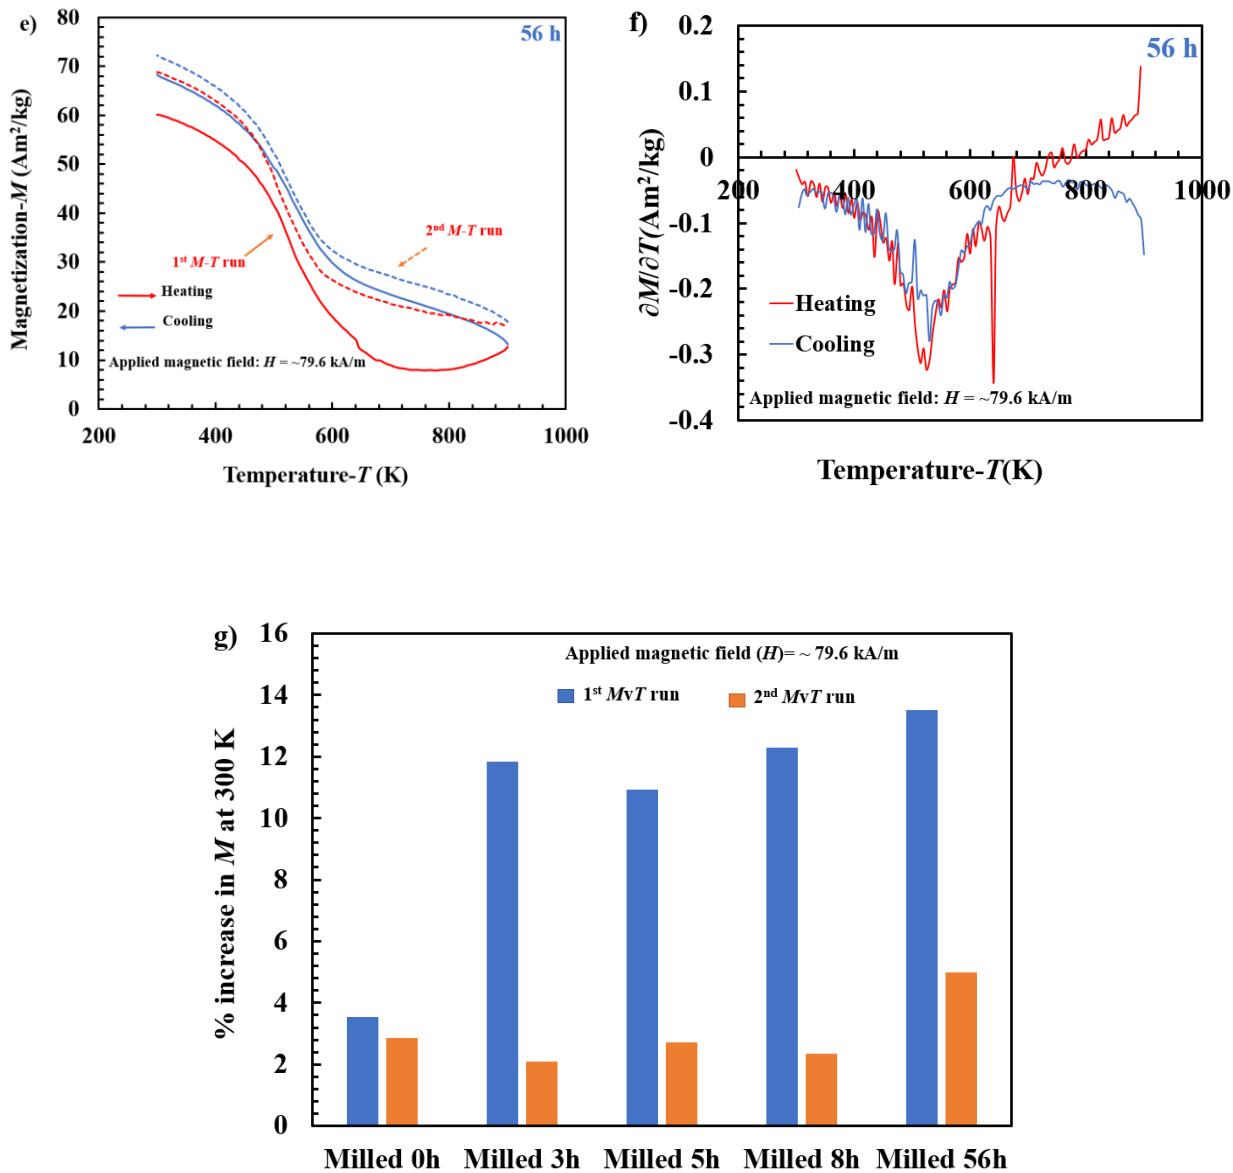 e)
56 h
80
70
60
50
40
30
20
10
0
Magnetization-M (Am²/kg)
1st M-T run
2nd M-T run
Heating
Cooling
Applied magnetic field: H = ~79.6 kA/m
200 400 600 800 1000
Temperature-T (K)
f)
56 h
0.2
0.1
0
-0.1
-0.2
-0.3
-0.4
∂M/∂T(Am²/kg)
200 400 600 800 1000
Heating
Cooling
Applied magnetic field: H = ~79.6 kA/m
Temperature-T(K)
g)
16
14
12
10
8
6
4
2
0
% increase in M at 300 K
Applied magnetic field (H)= ~ 79.6 kA/m
1st MvT run 2nd MvT run
Milled 0h Milled 3h Milled 5h Milled 8h Milled 56h